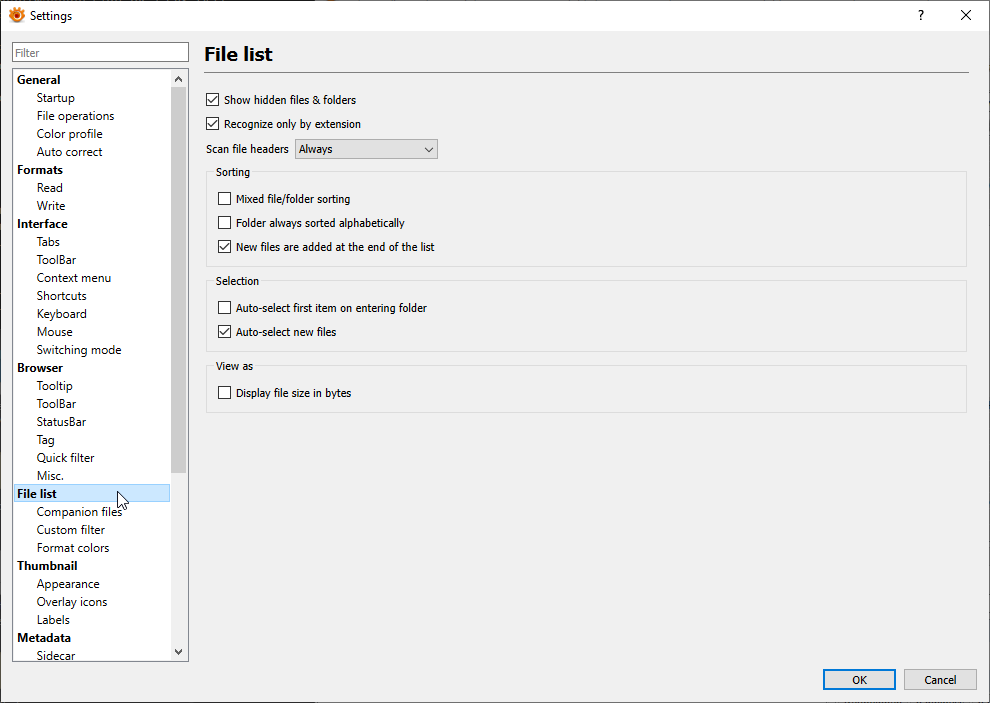 Settings
?
Filter
General
Startup
File operations
Color profile
Auto correct
Formats
Read
Write
Interface
Tabs
ToolBar
Context menu
Shortcuts
Keyboard
Mouse
Switching mode
Browser
Tooltip
ToolBar
StatusBar
Tag
Quick filter
Misc.
File list
Companion files
Custom filter
Format colors
Thumbnail
Appearance
Overlay icons
Labels
Metadata
Sidecar
File list
Show hidden files & folders
Recognize only by extension
Scan file headers Always
Sorting
Mixed file/folder sorting
Folder always sorted alphabetically
New files are added at the end of the list
Selection
Auto-select first item on entering folder
Auto-select new files
View as
Display file size in bytes
OK Cancel